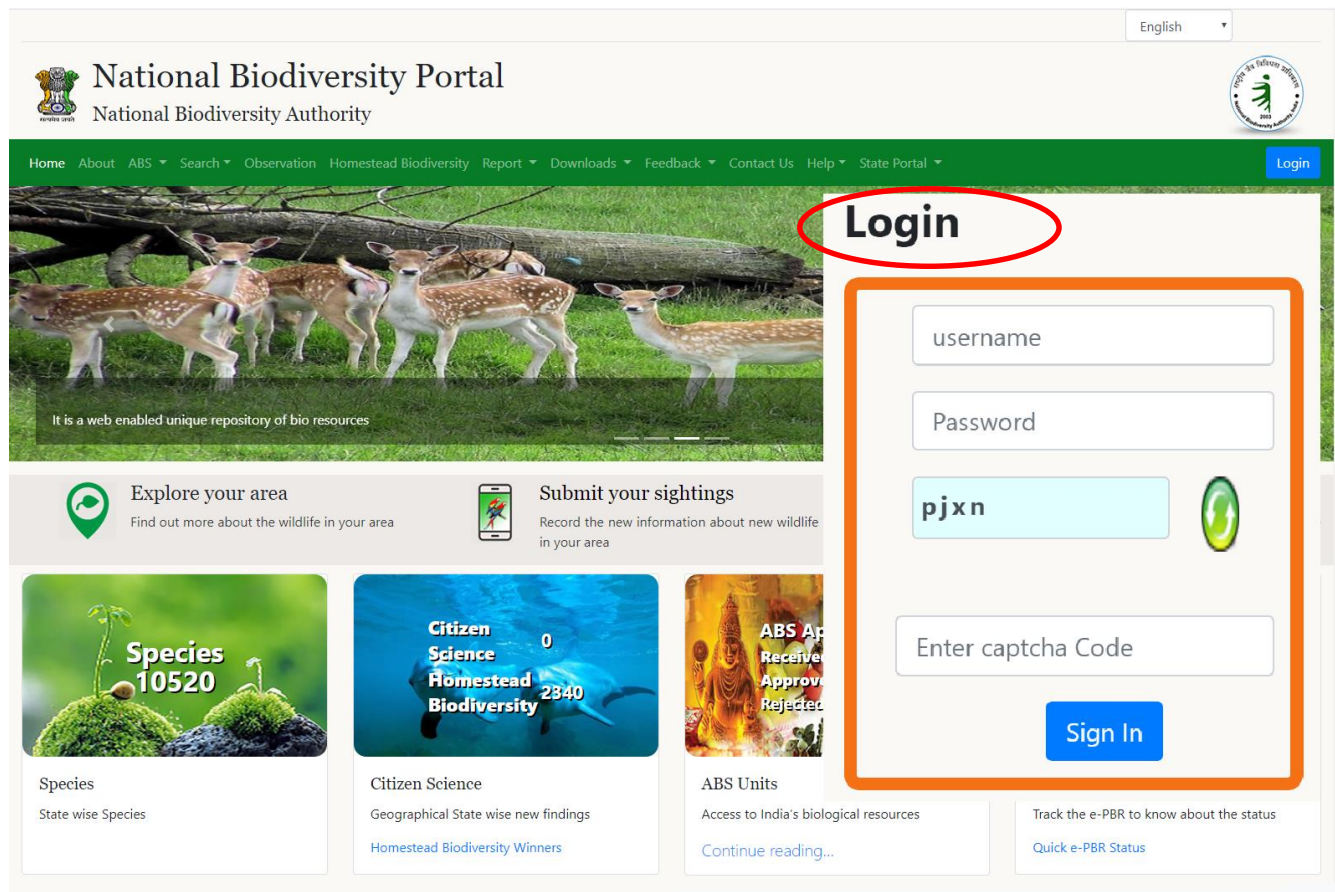 English
National Biodiversity Portal
National Biodiversity Authority
सत्यमेव जयते
2003
Home About ABS Search Observation Homestead Biodiversity Report Downloads Feedback Contact Us Help State Portal Login
Login
username
Password
pjxn
Enter captcha Code
Sign In
It is a web enabled unique repository of bio resources
Explore your area
Find out more about the wildlife in your area
Submit your sightings
Record the new information about new wildlife
in your area
Species
10520
Citizen
Science 0
Homestead
Biodiversity 2340
ABS
Species
State wise Species
Citizen Science
Geographical State wise new findings
Homestead Biodiversity Winners
ABS Units
Access to India's biological resources
Continue reading...
Track the e-PBR to know about the status
Quick e-PBR Status